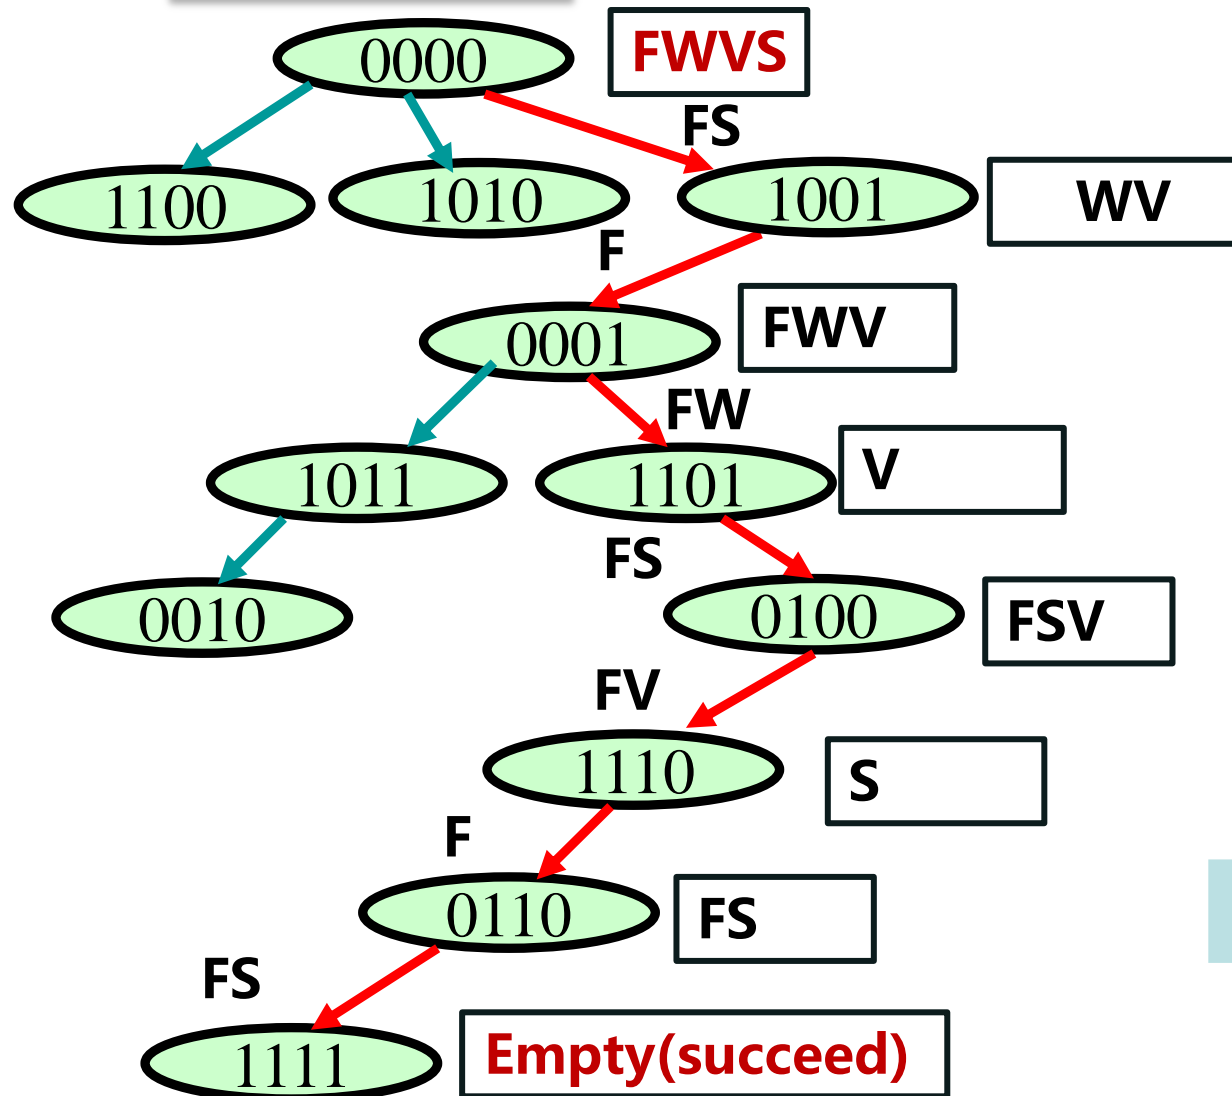 0000
FWVS
FS
1100
1010
1001
WV
F
0001
FWV
FW
1011
1101
V
FS
0010
0100
FSV
FV
1110
S
F
0110
FS
FS
1111
Empty(succeed)